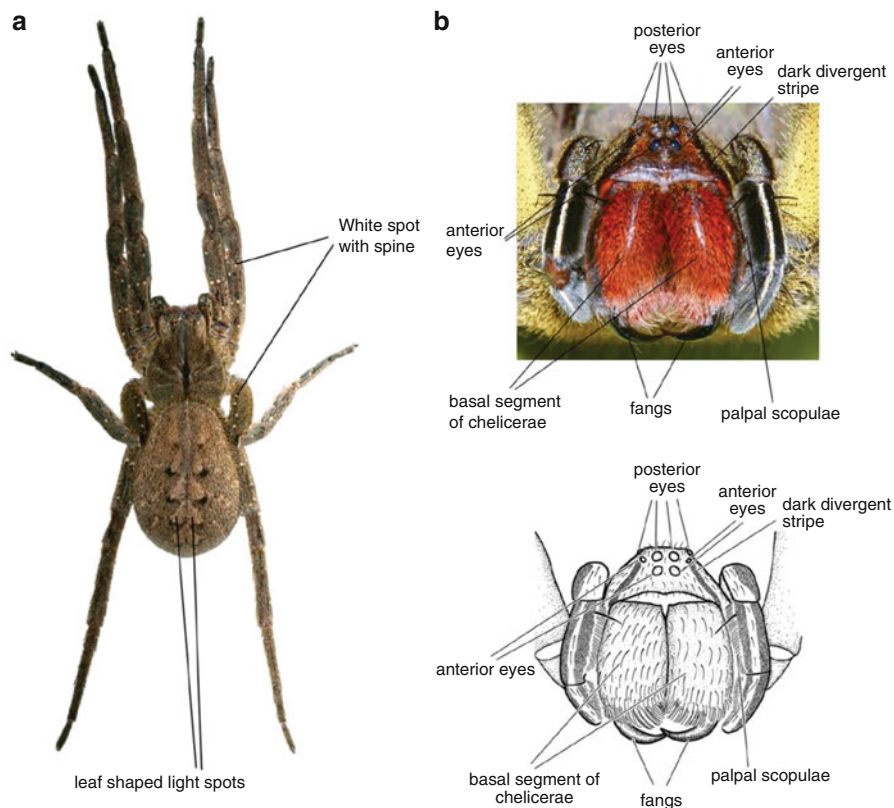 a
White spot
with spine
leaf shaped light spots
b
posterior
eyes
anterior
eyes
dark divergent
stripe
anterior
eyes
basal segment
of chelicerae
fangs
palpal scopulae
posterior
eyes
anterior
eyes
dark divergent
stripe
anterior eyes
basal segment of
chelicerae
fangs
palpal scopulae